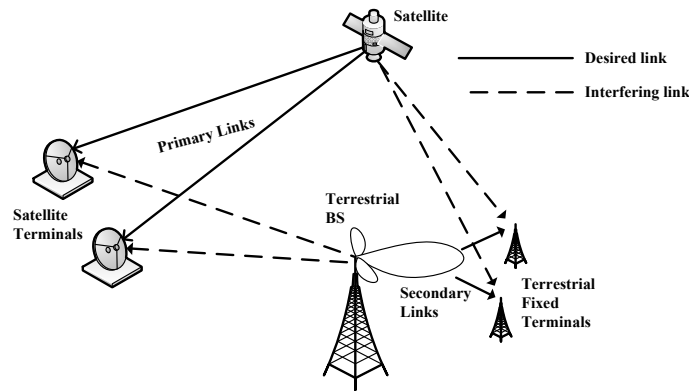 Satellite
Desired link
Interfering link
Primary Links
Satellite
Terminals
Terrestrial
BS
Secondary
Links
Terrestrial
Fixed
Terminals